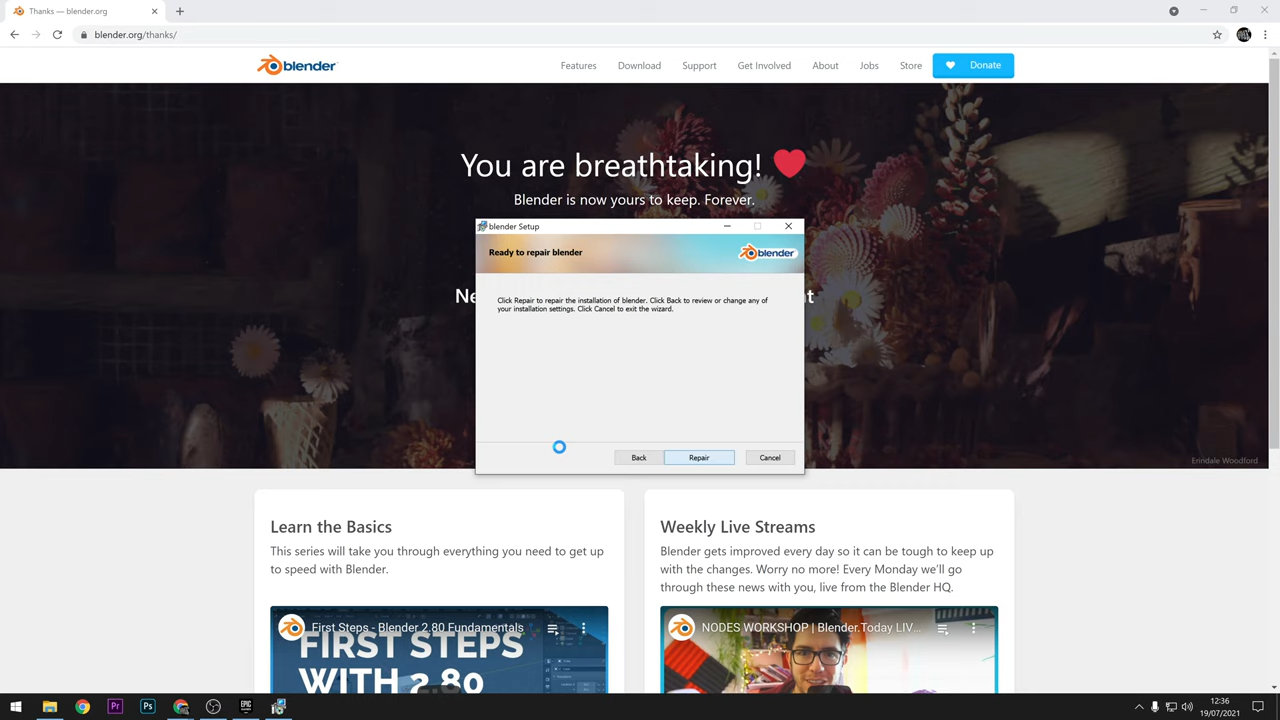 Thanks — blender.org
blender.org/thanks/
blender
Features
Download
Support
Get Involved
About
Jobs
Store
Donate
You are breathtaking!
Blender is now yours to keep. Forever.
blender Setup
Ready to repair blender
blender
Click Repair to repair the installation of blender. Click Back to review or change any of
your installation settings. Click Cancel to exit the wizard.
Back
Repair
Cancel
Erindale Woodford
Learn the Basics
This series will take you through everything you need to get up
to speed with Blender.
Weekly Live Streams
Blender gets improved every day so it can be tough to keep up
with the changes. Worry no more! Every Monday we'll go
through these news with you, live from the Blender HQ.
First Steps - Blender 2.80 Fundamentals
FIRST STEPS
WITH 2.80
NODES WORKSHOP | Blender.Today LIV...
Pr
Ps
EPIC
12:36
19/07/2021